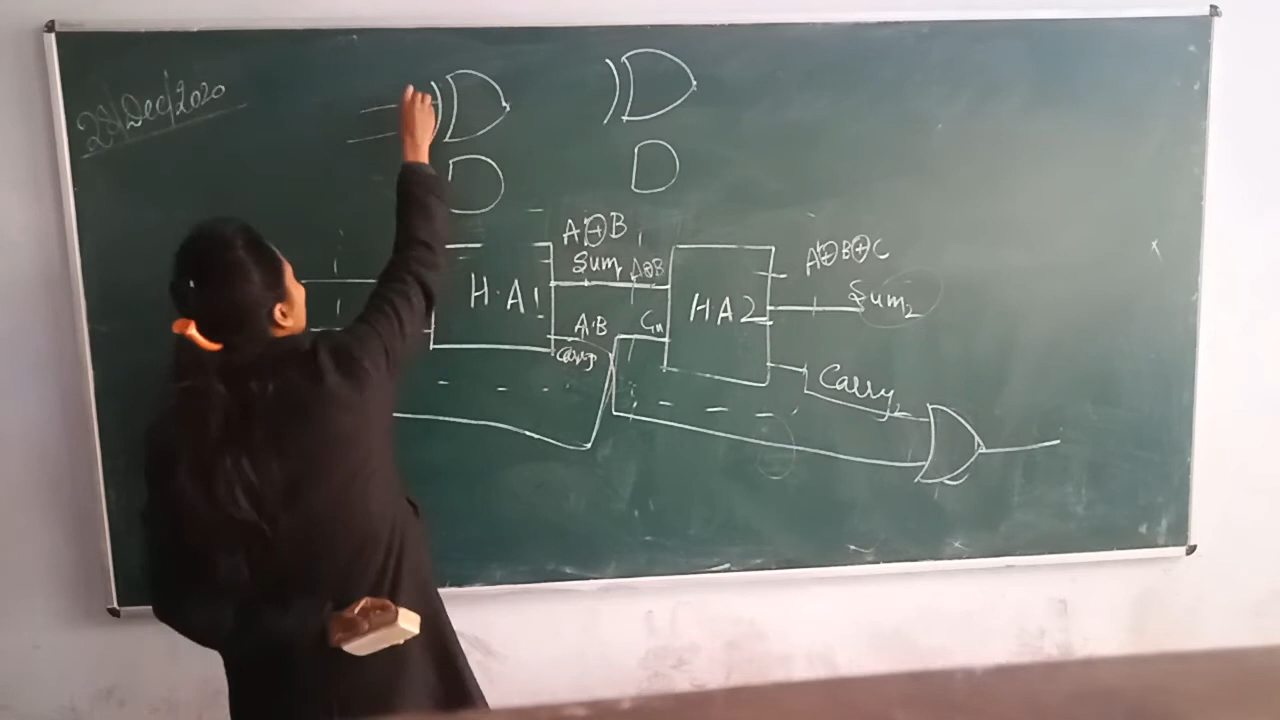 28/Dec/2020
A⊕B
Sum
A⊕B
H.A1
A·B
Carry
Cin
HA2
A⊕B⊕C
Sum2
Carry2